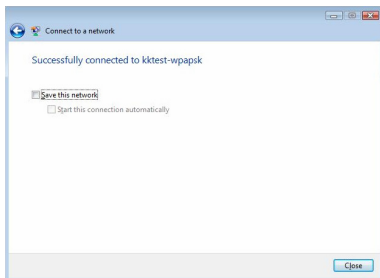 Connect to a network
Successfully connected to kktest-wpapsk
Save this network
Start this connection automatically
Close